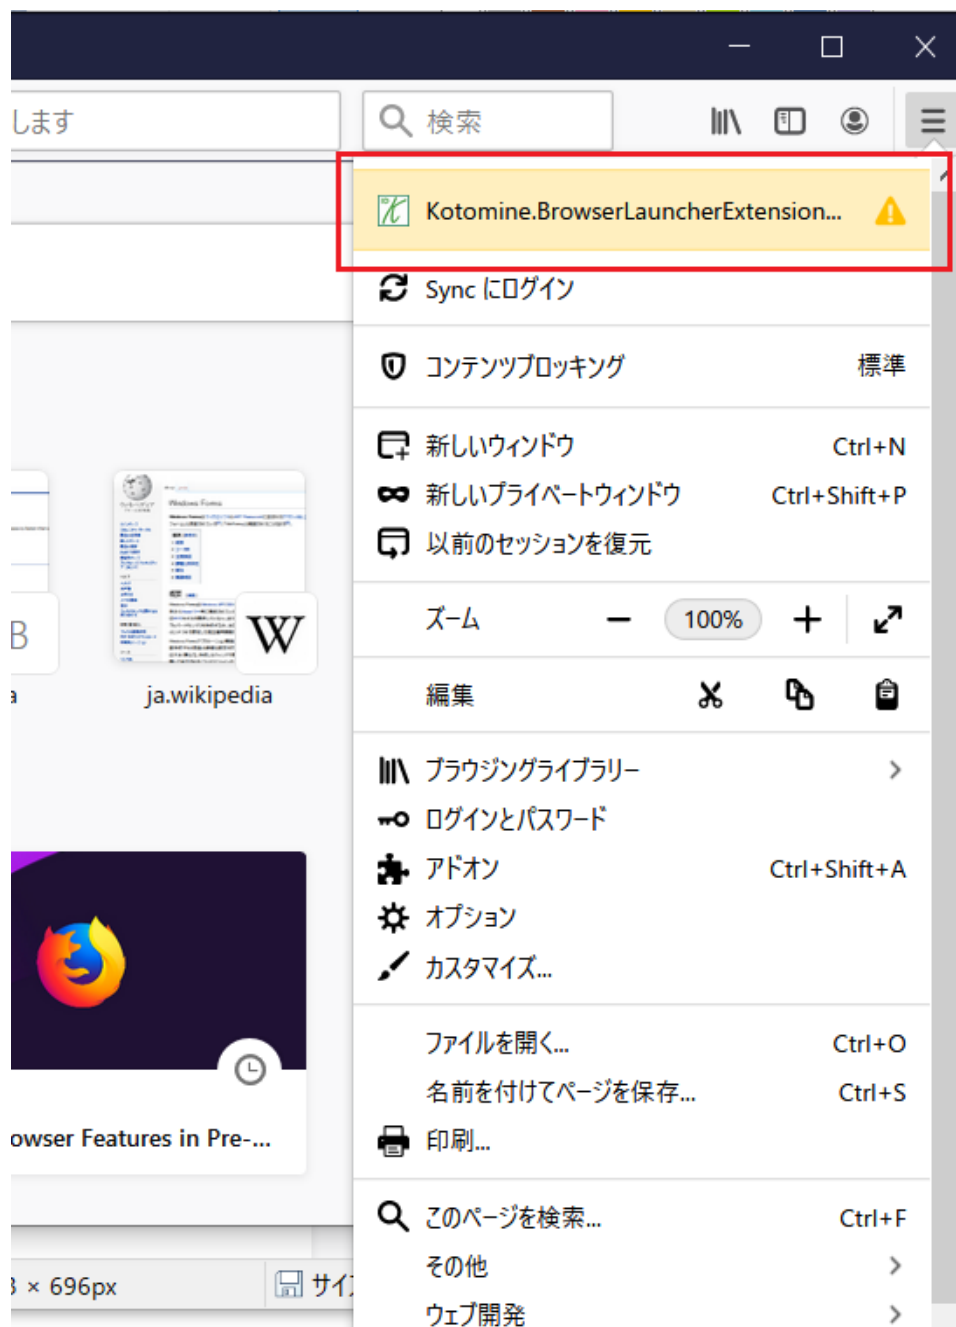 します
検索
Kotomine.BrowserLauncherExtension...
Sync にログイン
コンテンツブロッキング 標準
新しいウィンドウ Ctrl+N
新しいプライベートウィンドウ Ctrl+Shift+P
以前のセッションを復元
ズーム 100%
編集
Windows Forms
B
W
a
ja.wikipedia
ブラウジングライブラリー
ログインとパスワード
アドオン Ctrl+Shift+A
オプション
カスタマイズ...
ファイルを開く... Ctrl+O
名前を付けてページを保存... Ctrl+S
印刷...
owser Features in Pre-...
このページを検索... Ctrl+F
その他
ウェブ開発
3 × 696px
サイズ